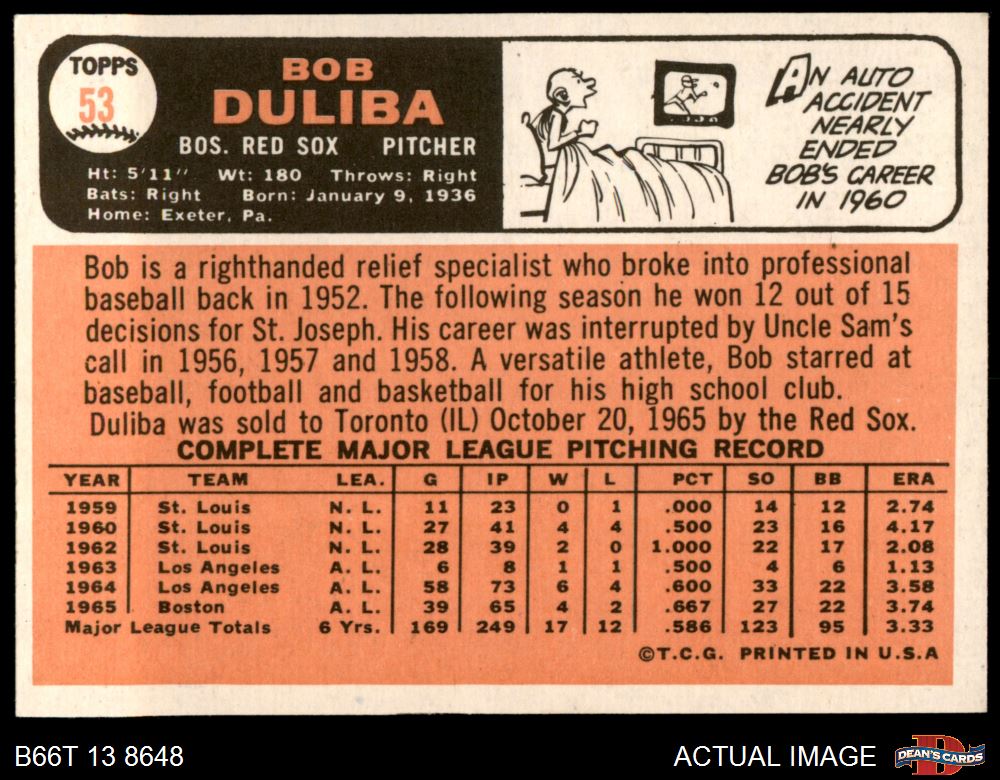 TOPPS
53
BOB
DULIBA
BOS. RED SOX PITCHER
Ht: 5'11" Wt: 180 Throws: Right
Bats: Right Born: January 9, 1936
Home: Exeter, Pa.
AN AUTO
ACCIDENT
NEARLY
ENDED
BOB'S CAREER
IN 1960
Bob is a righthanded relief specialist who broke into professional
baseball back in 1952. The following season he won 12 out of 15
decisions for St. Joseph. His career was interrupted by Uncle Sam's
call in 1956, 1957 and 1958. A versatile athlete, Bob starred at
baseball, football and basketball for his high school club.
Duliba was sold to Toronto (IL) October 20, 1965 by the Red Sox.
COMPLETE MAJOR LEAGUE PITCHING RECORD
YEAR TEAM LEA. G IP W L PCT SO BB ERA
1959 St. Louis N. L. 11 23 0 1 .000 14 12 2.74
1960 St. Louis N. L. 27 41 4 4 .500 23 16 4.17
1962 St. Louis N. L. 28 39 2 0 1.000 22 17 2.08
1963 Los Angeles A. L. 6 8 1 1 .500 4 6 1.13
1964 Los Angeles A. L. 58 73 6 4 .600 33 22 3.58
1965 Boston A. L. 39 65 4 2 .667 27 22 3.74
Major League Totals 6 Yrs. 169 249 17 12 .586 123 95 3.33
©T.C.G. PRINTED IN U.S.A
B66T 13 8648
ACTUAL IMAGE
DEAN'S CARDS